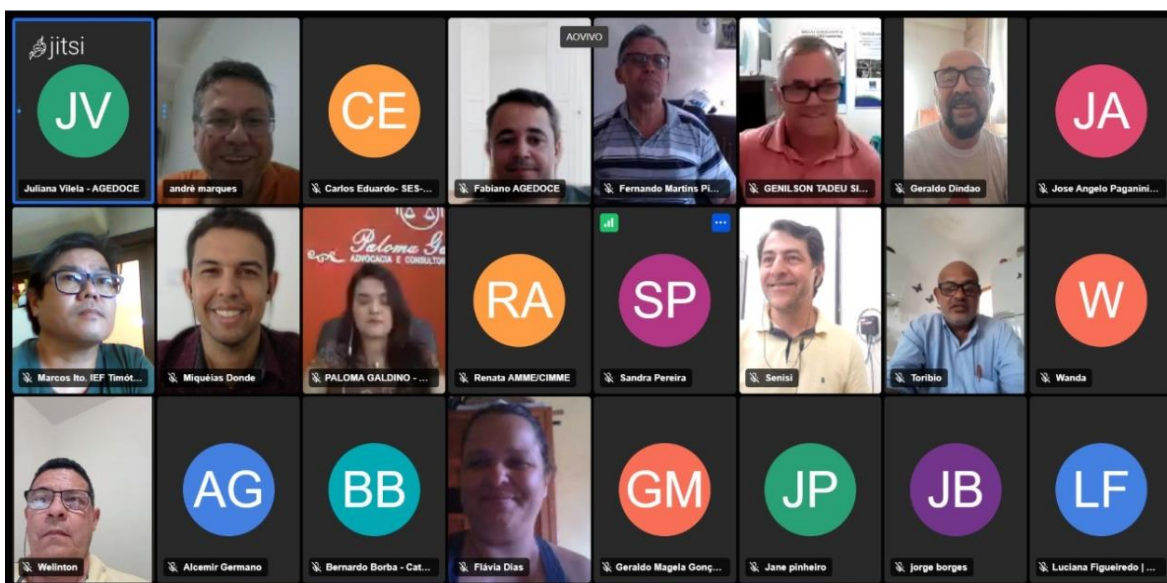 AOVIVO
jitsi
JV
Juliana Vilela - AGEDOCE
andrè marques
CE
Carlos Eduardo- SES-...
Fabiano AGEDOCE
Fernando Martins Pi...
GENILSON TADEU SI...
Geraldo Dindao
JA
Jose Angelo Paganini...
Marcos Ito. IEF Timót...
Miquéias Donde
Paloma Ga
ADVOCACIA E CONSULTOR
PALOMA GALDINO - ...
RA
Renata AMME/CIMME
SP
Sandra Pereira
Senisi
Toribio
W
Wanda
Welinton
AG
Alcemir Germano
BB
Bernardo Borba - Cat...
Flávia Dias
GM
Geraldo Magela Gonç...
JP
Jane pinheiro
JB
jorge borges
LF
Luciana Figueiredo | ...